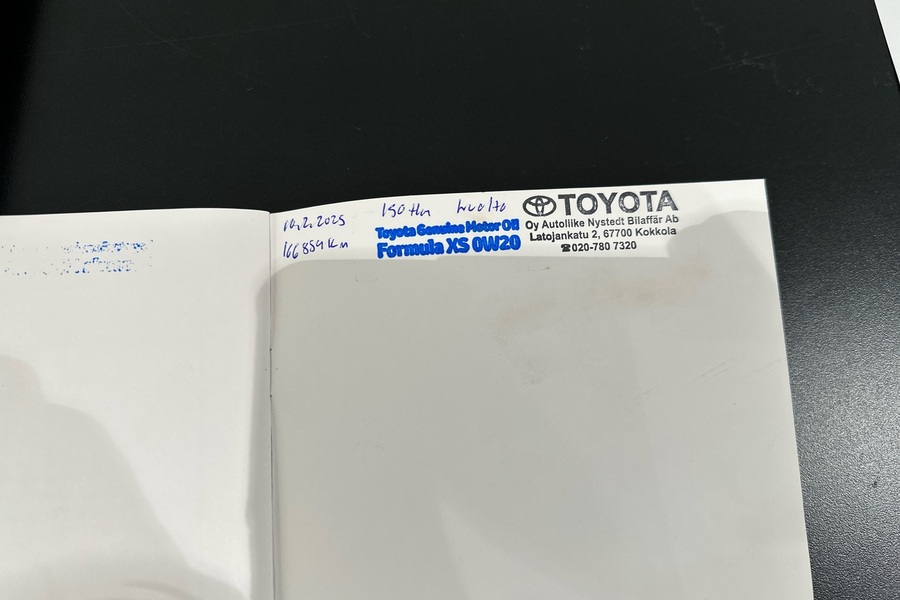 10.2.2025
166 859 km
150 tkm huolto
Toyota Genuine Motor Oil
Formula XS 0W20
TOYOTA
Oy Autoliike Nystedt Bilaffär Ab
Latojankatu 2, 67700 Kokkola
☎020-780 7320